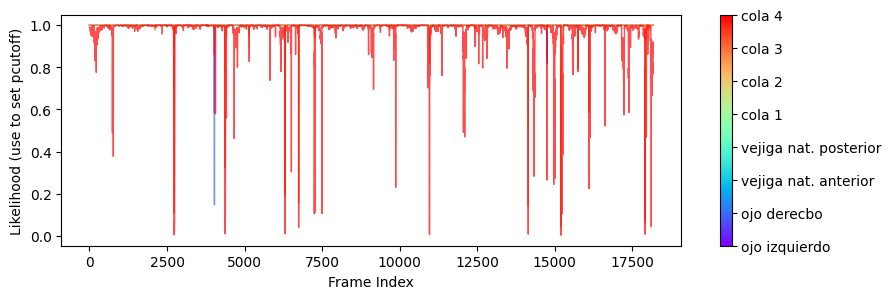 Likelihood (use to set pcutoff)
1.0
0.8
0.6
0.4
0.2
0.0
0
2500
5000
7500
10000
12500
15000
17500
Frame Index
cola 4
cola 3
cola 2
cola 1
vejiga nat. posterior
vejiga nat. anterior
ojo derecbo
ojo izquierdo